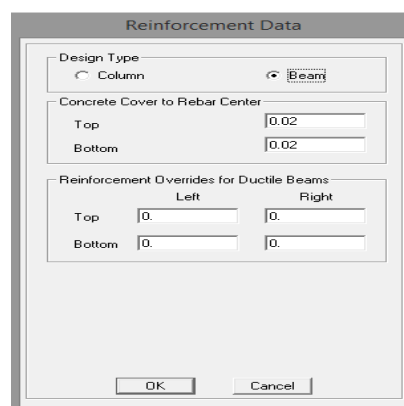 Reinforcement Data
Design Type
Column Beam
Concrete Cover to Rebar Center
Top 0.02
Bottom 0.02
Reinforcement Overrides for Ductile Beams
Left Right
Top 0. 0.
Bottom 0. 0.
OK Cancel